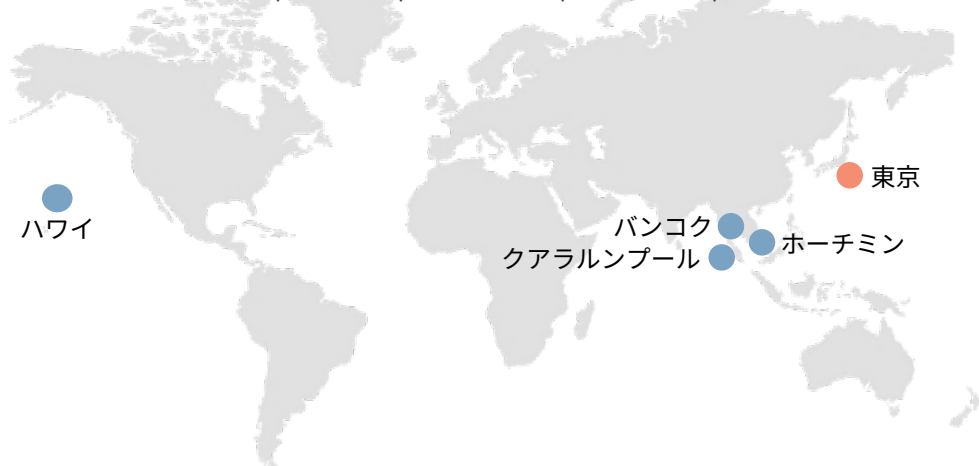 東京
ハワイ
バンコク
ホーチミン
クアラルンプール